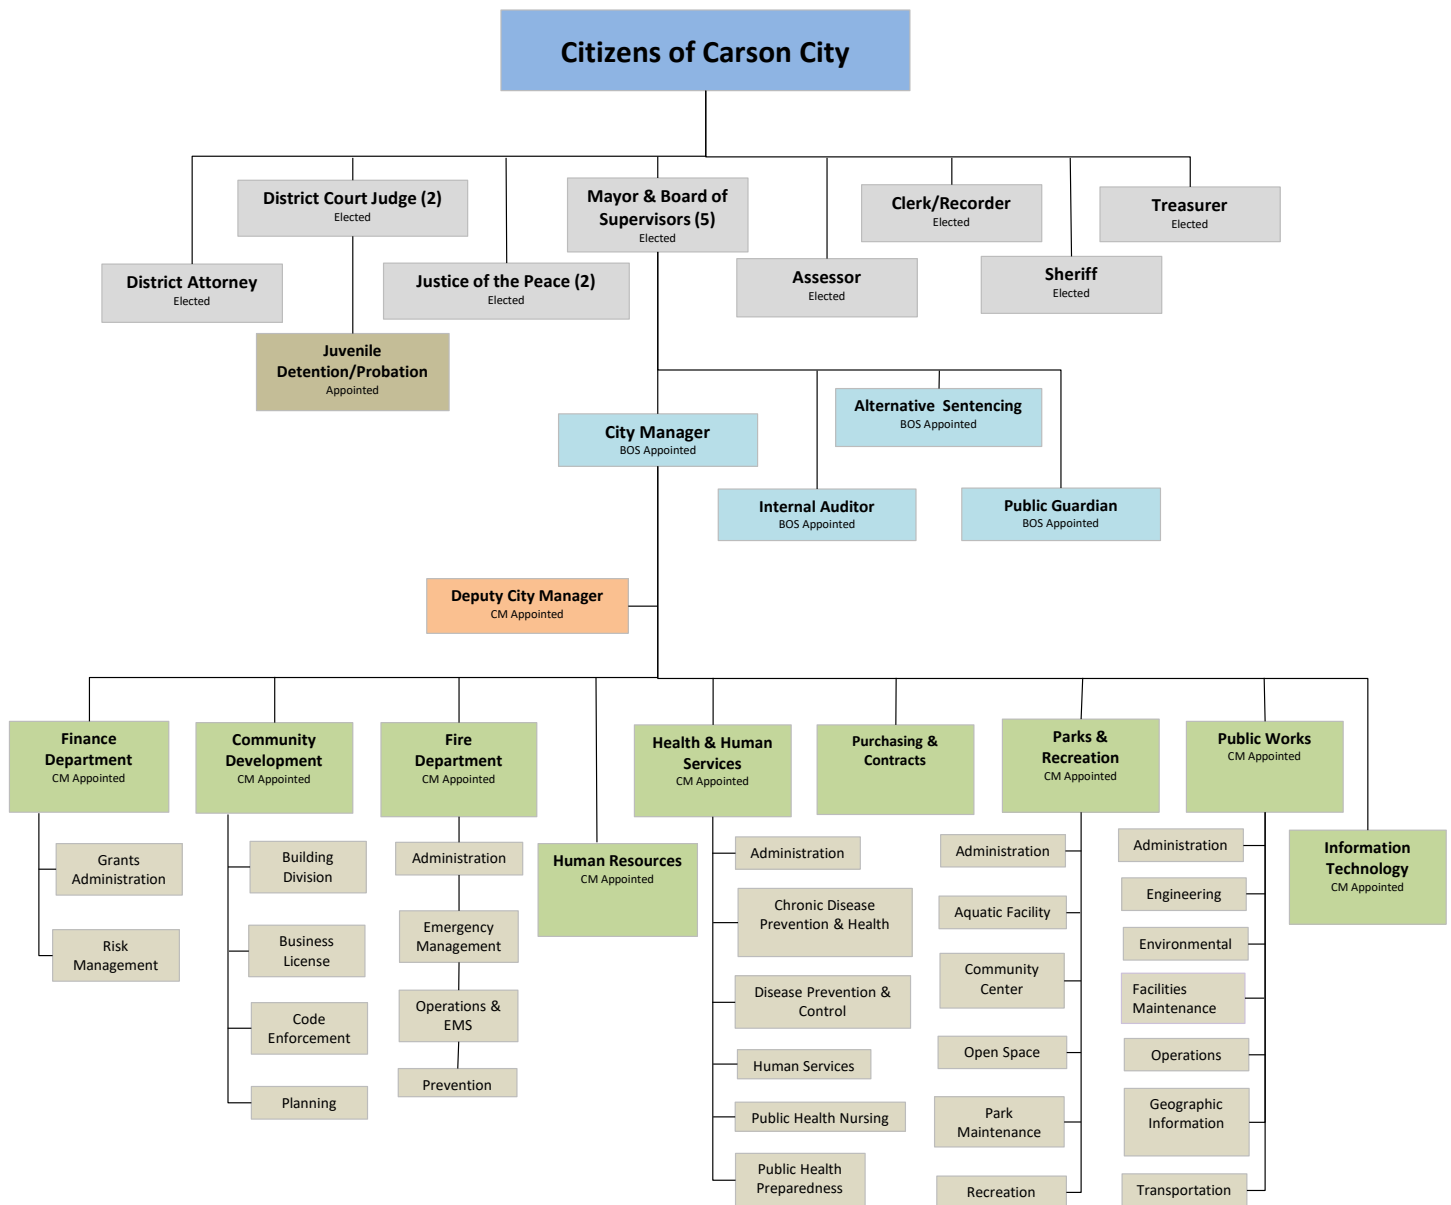 Citizens of Carson City
District Court Judge (2)
Elected
Mayor & Board of
Supervisors (5)
Elected
Clerk/Recorder
Elected
Treasurer
Elected
District Attorney
Elected
Justice of the Peace (2)
Elected
Assessor
Elected
Sheriff
Elected
Juvenile
Detention/Probation
Appointed
City Manager
BOS Appointed
Alternative Sentencing
BOS Appointed
Internal Auditor
BOS Appointed
Public Guardian
BOS Appointed
Deputy City Manager
CM Appointed
Finance
Department
CM Appointed
Community
Development
CM Appointed
Fire
Department
CM Appointed
Human Resources
CM Appointed
Health & Human
Services
CM Appointed
Purchasing &
Contracts
Parks &
Recreation
CM Appointed
Public Works
CM Appointed
Information
Technology
CM Appointed
Grants
Administration
Risk
Management
Building
Division
Business
License
Code
Enforcement
Planning
Administration
Emergency
Management
Operations &
EMS
Prevention
Administration
Chronic Disease
Prevention & Health
Disease Prevention &
Control
Human Services
Public Health Nursing
Public Health
Preparedness
Administration
Aquatic Facility
Community
Center
Open Space
Park
Maintenance
Recreation
Administration
Engineering
Environmental
Facilities
Maintenance
Operations
Geographic
Information
Transportation